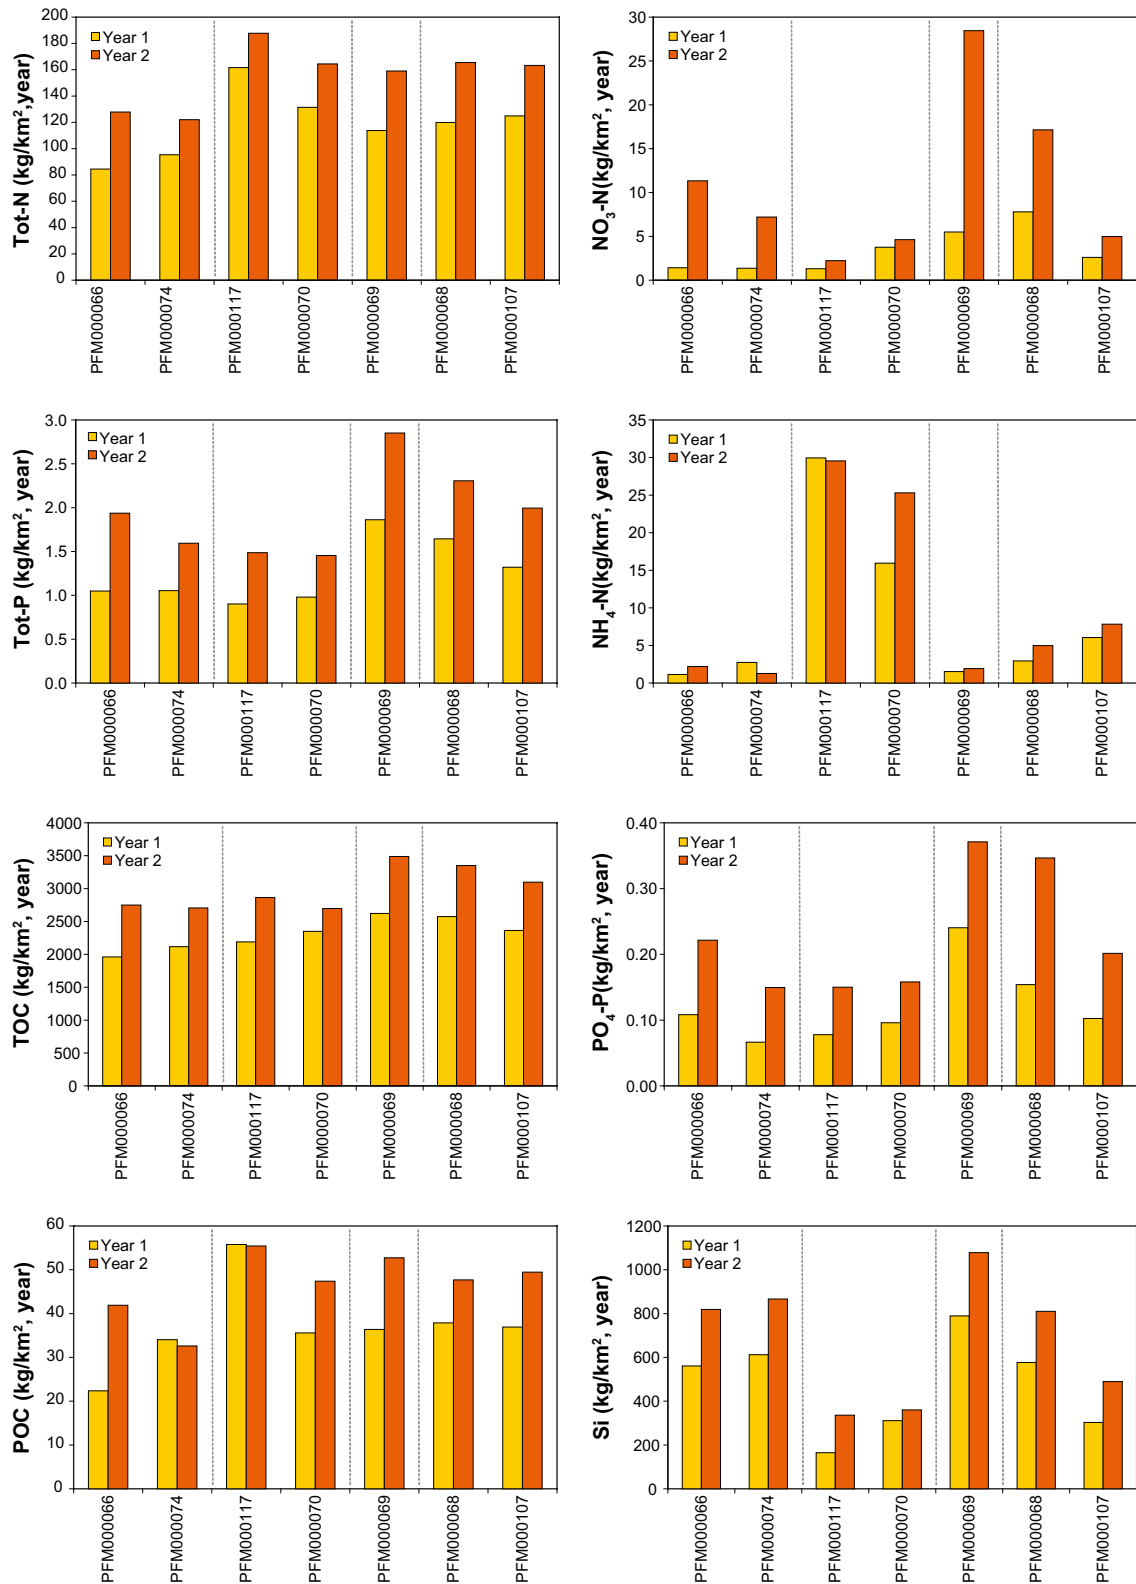 Tot-N (kg/km²,year)
200
180
160
140
120
100
80
60
40
20
0
Year 1
Year 2
PFM000066
PFM000074
PFM000117
PFM000070
PFM000069
PFM000068
PFM000107
NO₃-N(kg/km², year)
30
25
20
15
10
5
0
Year 1
Year 2
PFM000066
PFM000074
PFM000117
PFM000070
PFM000069
PFM000068
PFM000107
Tot-P (kg/km², year)
3.0
2.5
2.0
1.5
1.0
0.5
0.0
Year 1
Year 2
PFM000066
PFM000074
PFM000117
PFM000070
PFM000069
PFM000068
PFM000107
NH₄-N(kg/km², year)
35
30
25
20
15
10
5
0
Year 1
Year 2
PFM000066
PFM000074
PFM000117
PFM000070
PFM000069
PFM000068
PFM000107
TOC (kg/km², year)
4000
3500
3000
2500
2000
1500
1000
500
0
Year 1
Year 2
PFM000066
PFM000074
PFM000117
PFM000070
PFM000069
PFM000068
PFM000107
PO₄-P(kg/km², year)
0.40
0.30
0.20
0.10
0.00
Year 1
Year 2
PFM000066
PFM000074
PFM000117
PFM000070
PFM000069
PFM000068
PFM000107
POC (kg/km², year)
60
50
40
30
20
10
0
Year 1
Year 2
PFM000066
PFM000074
PFM000117
PFM000070
PFM000069
PFM000068
PFM000107
Si (kg/km², year)
1200
1000
800
600
400
200
0
Year 1
Year 2
PFM000066
PFM000074
PFM000117
PFM000070
PFM000069
PFM000068
PFM000107